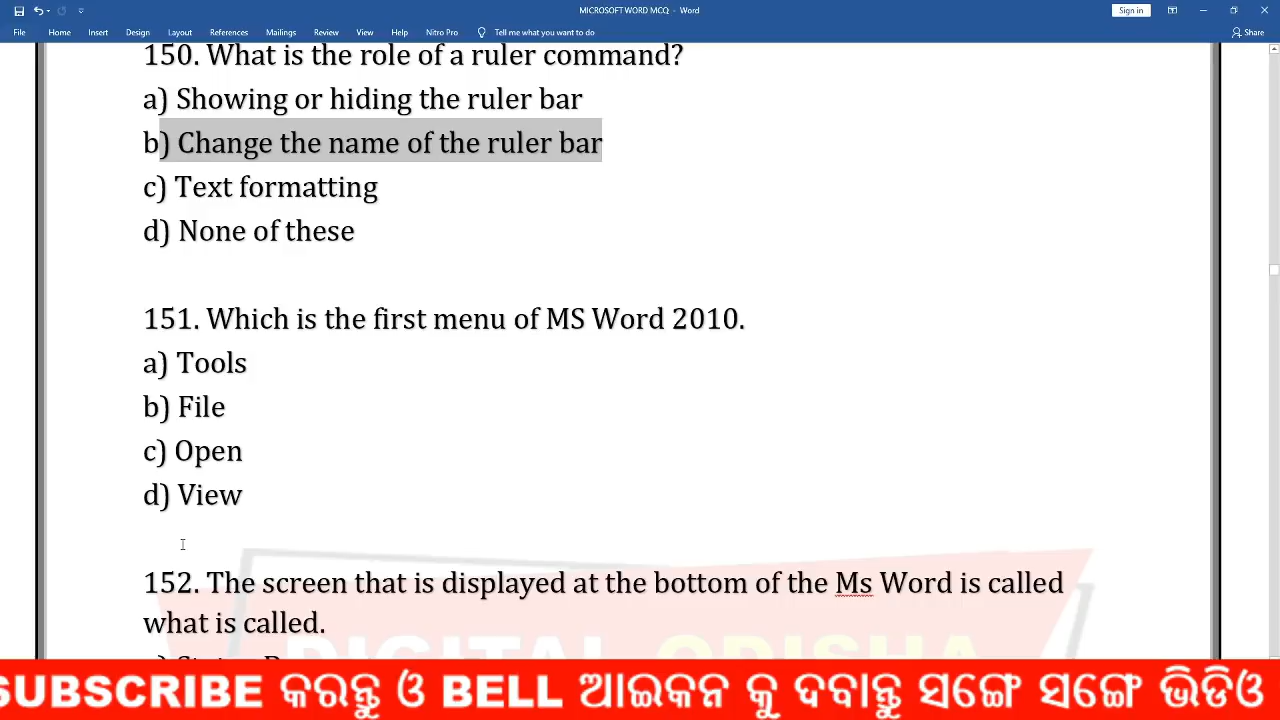 MICROSOFT WORD MCQ - Word
Sign in
File Home Insert Design Layout References Mailings Review View Help Nitro Pro Tell me what you want to do Share
150. What is the role of a ruler command?
a) Showing or hiding the ruler bar
b) Change the name of the ruler bar
c) Text formatting
d) None of these
151. Which is the first menu of MS Word 2010.
a) Tools
b) File
c) Open
d) View
152. The screen that is displayed at the bottom of the Ms Word is called
what is called.
DIGITAL ODISHA
SUBSCRIBE କରନ୍ତୁ ଓ BELL ଆଇକନ କୁ ଦବାନ୍ତୁ ସଙ୍ଗେ ସଙ୍ଗେ ଭିଡିଓ